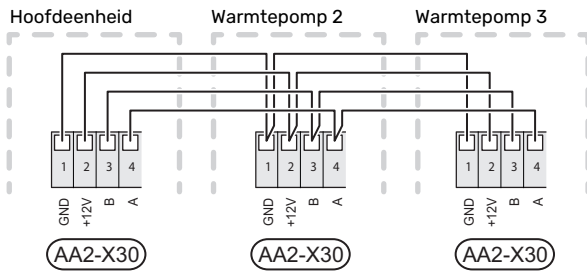 Hoofdeenheid Warmtepomp 2 Warmtepomp 3
1 2 3 4 1 2 3 4 1 2 3 4
GND +12V B A GND +12V B A GND +12V B A
AA2-X30 AA2-X30 AA2-X30